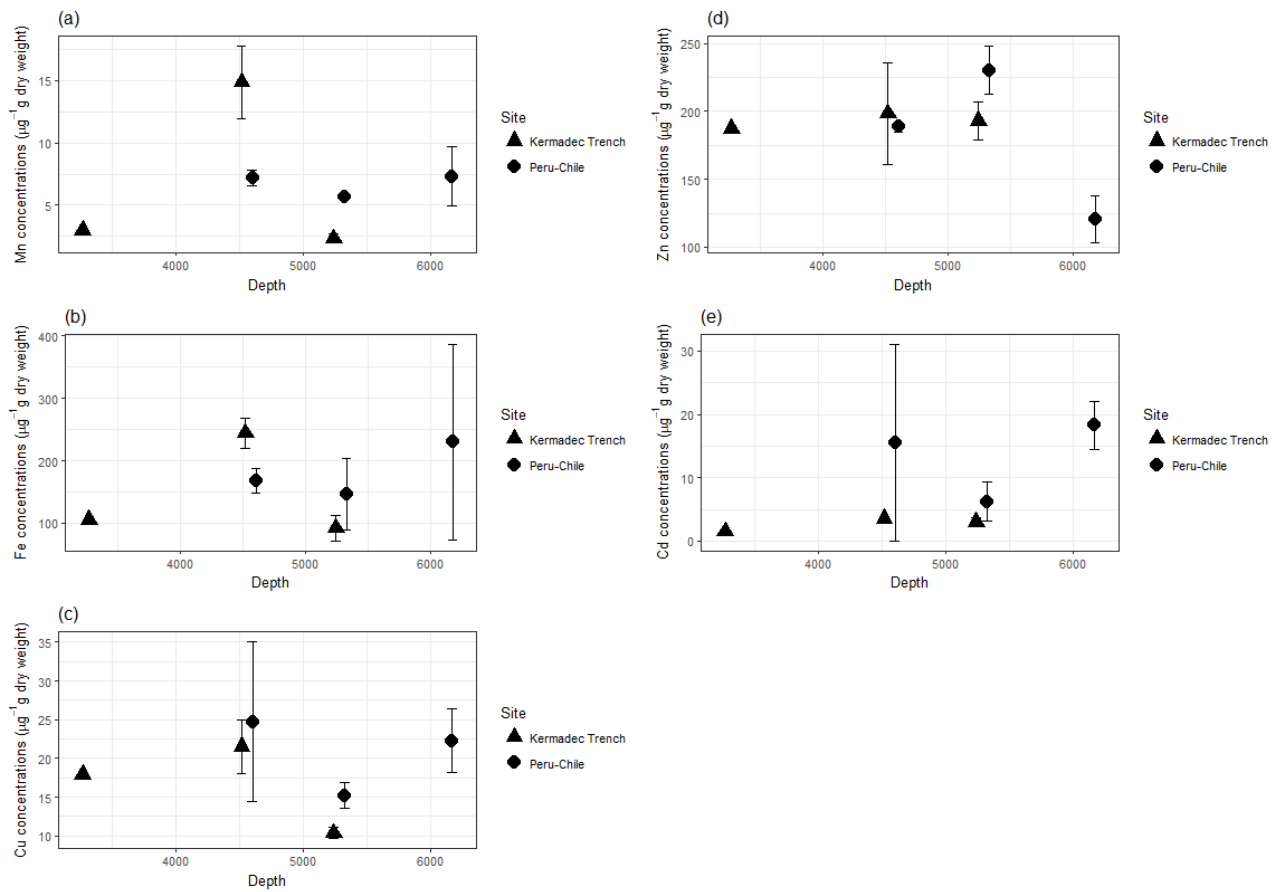 (a)
Mn concentrations (μg⁻¹ g dry weight)
15
10
5
4000 5000 6000
Depth
Site
Kermadec Trench
Peru-Chile
(d)
Zn concentrations (μg⁻¹ g dry weight)
250
200
150
100
4000 5000 6000
Depth
Site
Kermadec Trench
Peru-Chile
(b)
Fe concentrations (μg⁻¹ g dry weight)
400
300
200
100
4000 5000 6000
Depth
Site
Kermadec Trench
Peru-Chile
(e)
Cd concentrations (μg⁻¹ g dry weight)
30
20
10
0
4000 5000 6000
Depth
Site
Kermadec Trench
Peru-Chile
(c)
Cu concentrations (μg⁻¹ g dry weight)
35
30
25
20
15
10
4000 5000 6000
Depth
Site
Kermadec Trench
Peru-Chile